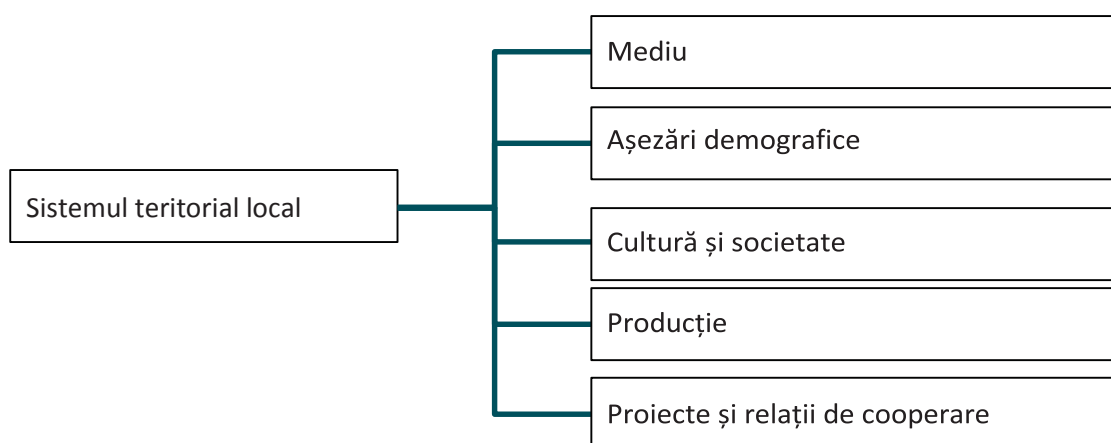 Mediu
Așezări demografice
Sistemul teritorial local
Cultură și societate
Producție
Proiecte și relații de cooperare